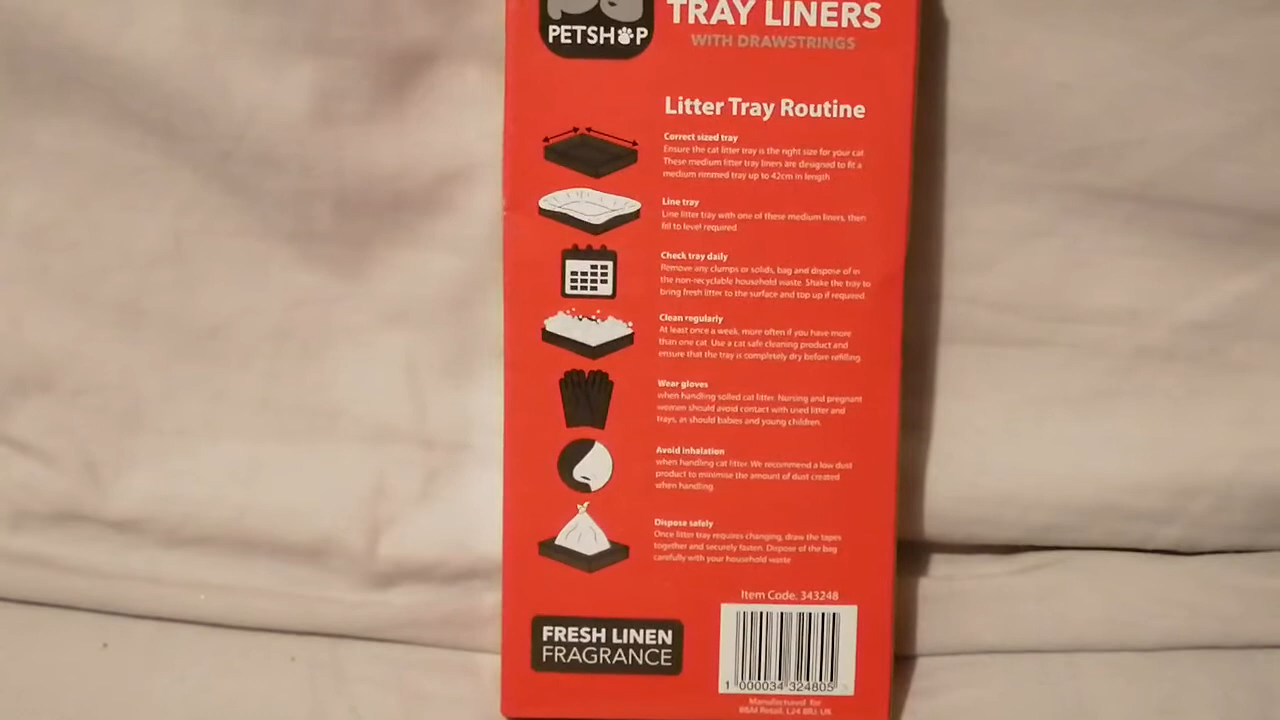 PETSHOP
TRAY LINERS
WITH DRAWSTRINGS
Litter Tray Routine
Correct sized tray
Ensure the cat litter tray is the right size for your cat
These medium litter tray liners are designed to fit a
medium rimmed tray up to 42cm in length
Line tray
Line litter tray with one of these medium liners, then
fill to level required
Check tray daily
Remove any clumps or solids, bag and dispose of in
the non-recyclable household waste. Shake the tray to
bring fresh litter to the surface and top up if required
Clean regularly
At least once a week, more often if you have more
than one cat. Use a cat safe cleaning product and
ensure that the tray is completely dry before refilling.
Wear gloves
when handling soiled cat litter. Nursing and pregnant
women should avoid contact with used litter and
trays, as should babies and young children.
Avoid inhalation
when handling cat litter. We recommend a low dust
product to minimise the amount of dust created
when handling.
Dispose safely
Once litter tray requires changing, draw the tapes
together and securely fasten. Dispose of the bag
carefully with your household waste
Item Code. 343248
FRESH LINEN
FRAGRANCE
1 000034 324805
Manufactured for
B&M Retail, L24 8RJ, UK